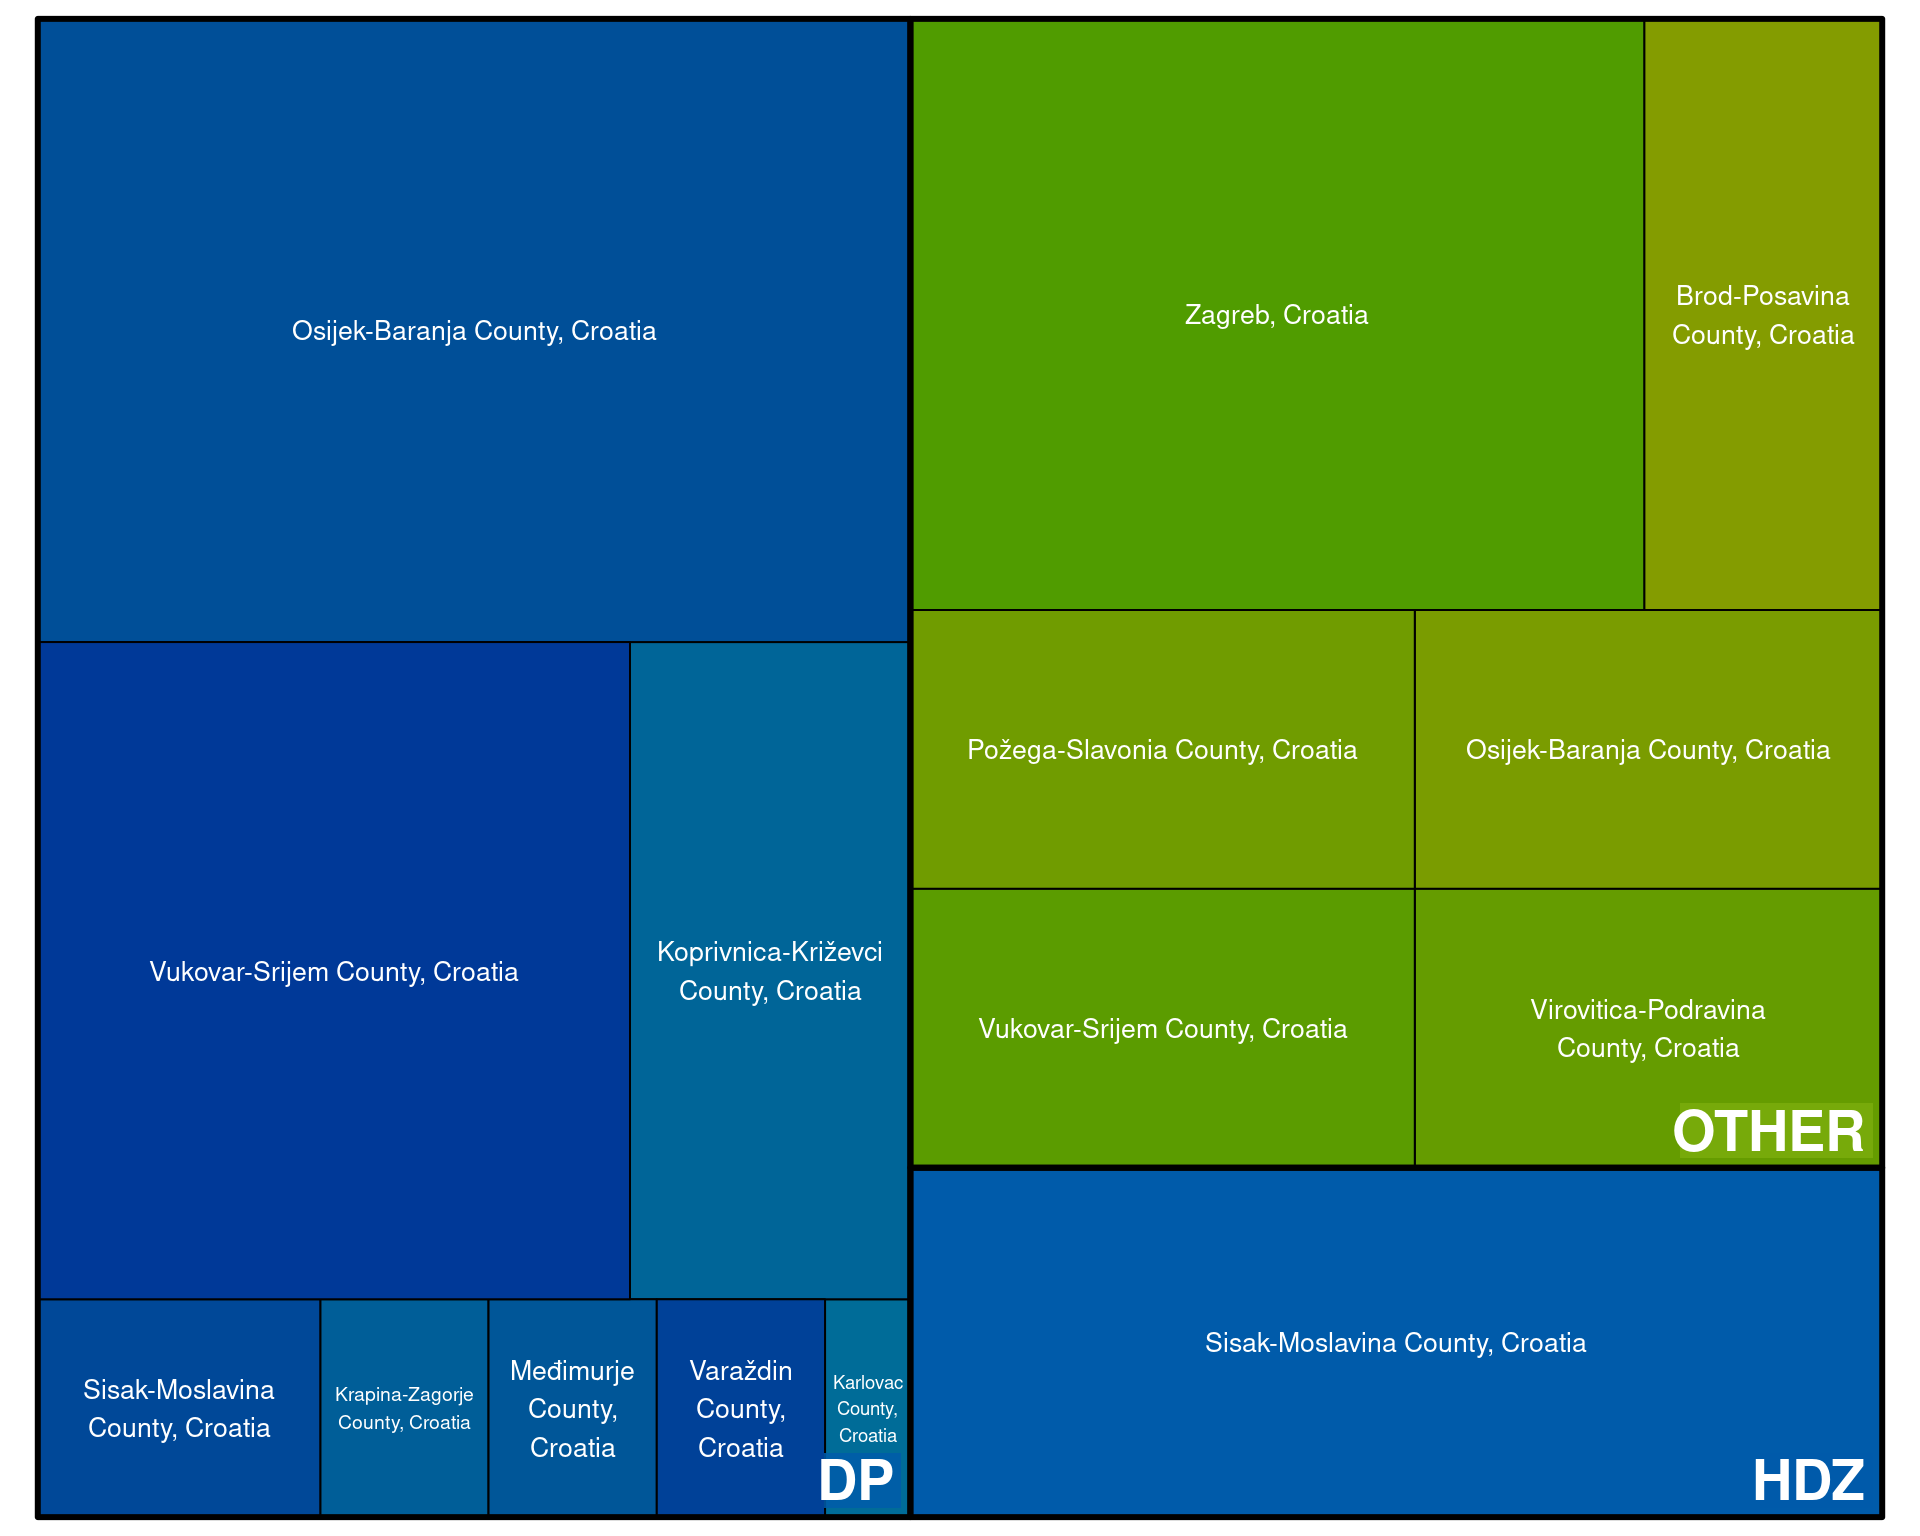 Osijek-Baranja County, Croatia
Vukovar-Srijem County, Croatia
Koprivnica-Križevci
County, Croatia
Sisak-Moslavina
County, Croatia
Krapina-Zagorje
County, Croatia
Međimurje
County,
Croatia
Varaždin
County,
Croatia
Karlovac
County,
Croatia
DP
Zagreb, Croatia
Brod-Posavina
County, Croatia
Požega-Slavonia County, Croatia
Osijek-Baranja County, Croatia
Vukovar-Srijem County, Croatia
Virovitica-Podravina
County, Croatia
OTHER
Sisak-Moslavina County, Croatia
HDZ